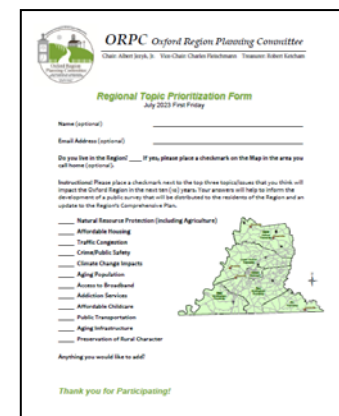 ORPC Oxford Region Planning Committee
Chair: Albert Jezyk, Jr. Vice-Chair: Charles Fleischmann Treasurer: Robert Ketcham
Oxford Region
Planning Committee
Regional Topic Prioritization Form
July 2023 First Friday
Name (optional)
Email Address (optional)
Do you live in the Region? ____ If yes, please place a checkmark on the Map in the area you
call home (optional).
Instructions! Please place a checkmark next to the top three topics/issues that you think will
impact the Oxford Region in the next ten (10) years. Your answers will help to inform the
development of a public survey that will be distributed to the residents of the Region and an
update to the Region's Comprehensive Plan.
____ Natural Resource Protection (including Agriculture)
____ Affordable Housing
____ Traffic Congestion
____ Crime/Public Safety
____ Climate Change Impacts
____ Aging Population
____ Access to Broadband
____ Addiction Services
____ Affordable Childcare
____ Public Transportation
____ Aging Infrastructure
____ Preservation of Rural Character
Anything you would like to add?
Thank you for Participating!